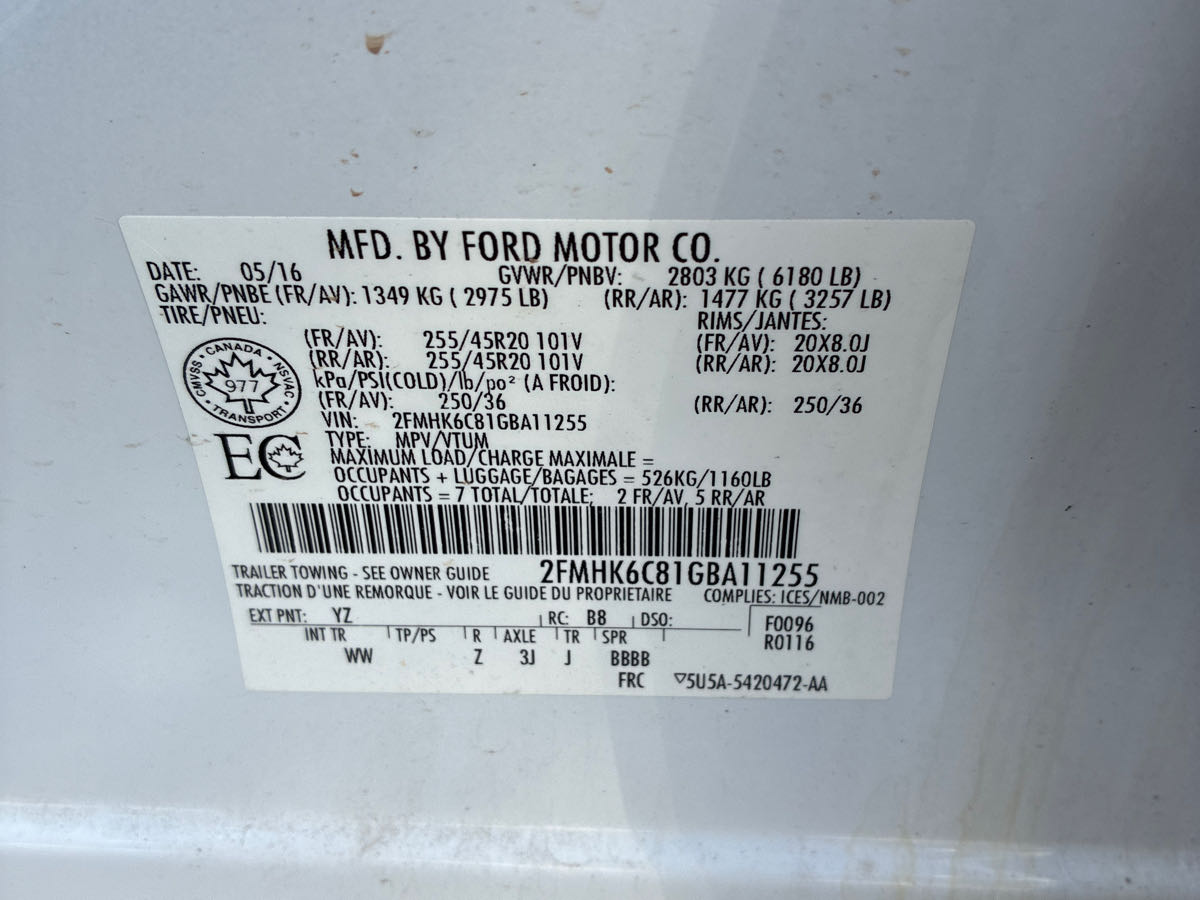 MFD. BY FORD MOTOR CO.
DATE: 05/16 GVWR/PNBV: 2803 KG ( 6180 LB)
GAWR/PNBE (FR/AV): 1349 KG ( 2975 LB) (RR/AR): 1477 KG ( 3257 LB)
TIRE/PNEU: RIMS/JANTES:
(FR/AV): 255/45R20 101V (FR/AV): 20X8.0J
(RR/AR): 255/45R20 101V (RR/AR): 20X8.0J
kPa/PSI(COLD)/lb/po² (A FROID):
(FR/AV): 250/36 (RR/AR): 250/36
VIN: 2FMHK6C81GBA11255
TYPE: MPV/VTUM
MAXIMUM LOAD/CHARGE MAXIMALE =
OCCUPANTS + LUGGAGE/BAGAGES = 526KG/1160LB
OCCUPANTS = 7 TOTAL/TOTALE; 2 FR/AV, 5 RR/AR
CANADA
CMVSS NSVAC
977
TRANSPORT
EC
TRAILER TOWING - SEE OWNER GUIDE 2FMHK6C81GBA11255
TRACTION D'UNE REMORQUE - VOIR LE GUIDE DU PROPRIETAIRE COMPLIES: ICES/NMB-002
EXT PNT: YZ RC: B8 DSO: F0096
INT TR TP/PS R AXLE TR SPR R0116
WW Z 3J J BBBB
FRC ▽5U5A-5420472-AA